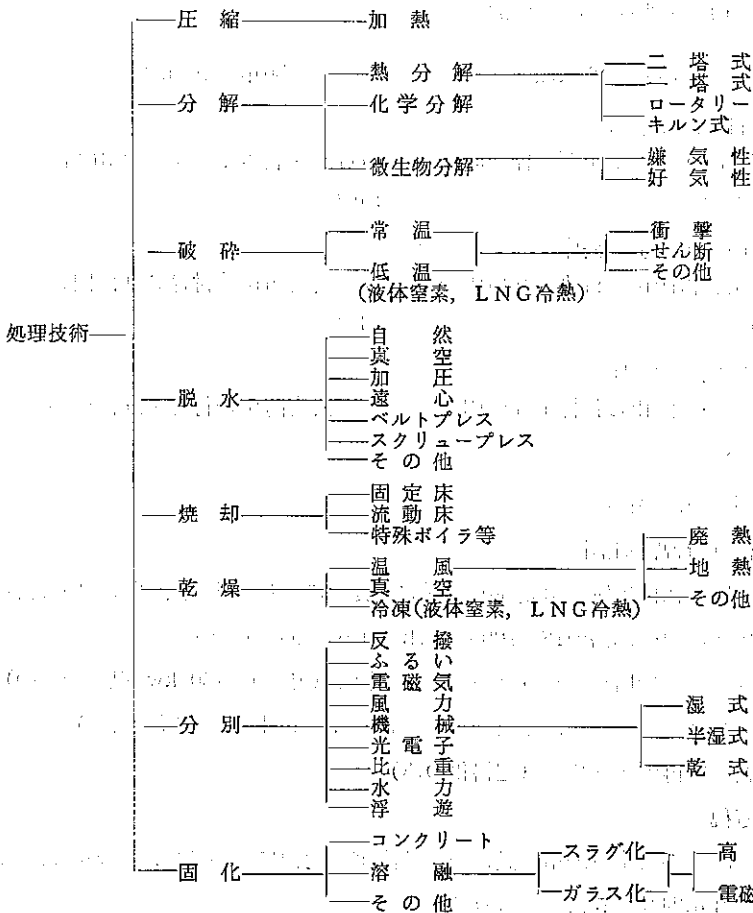 圧縮 加熱
二塔式
熱分解 一塔式
分解 化学分解 ロータリー
キルン式
微生物分解 嫌気性
好気性
常温 衝撃
破砕 せん断
低温 その他
(液体窒素, LNG冷熱)
処理技術
自然
真空
加圧
脱水 遠心
ベルトプレス
スクリュープレス
その他
固定床
焼却 流動床
特殊ボイラ等
廃熱
温風 地熱
乾燥 真空
冷凍(液体窒素, LNG冷熱) その他
反撥
ふるい
電磁気
風力 湿式
分別 機械
光電子 半湿式
比重 乾式
水力
浮遊
コンクリート
スラグ化 高
固化 溶融
ガラス化 電磁
その他